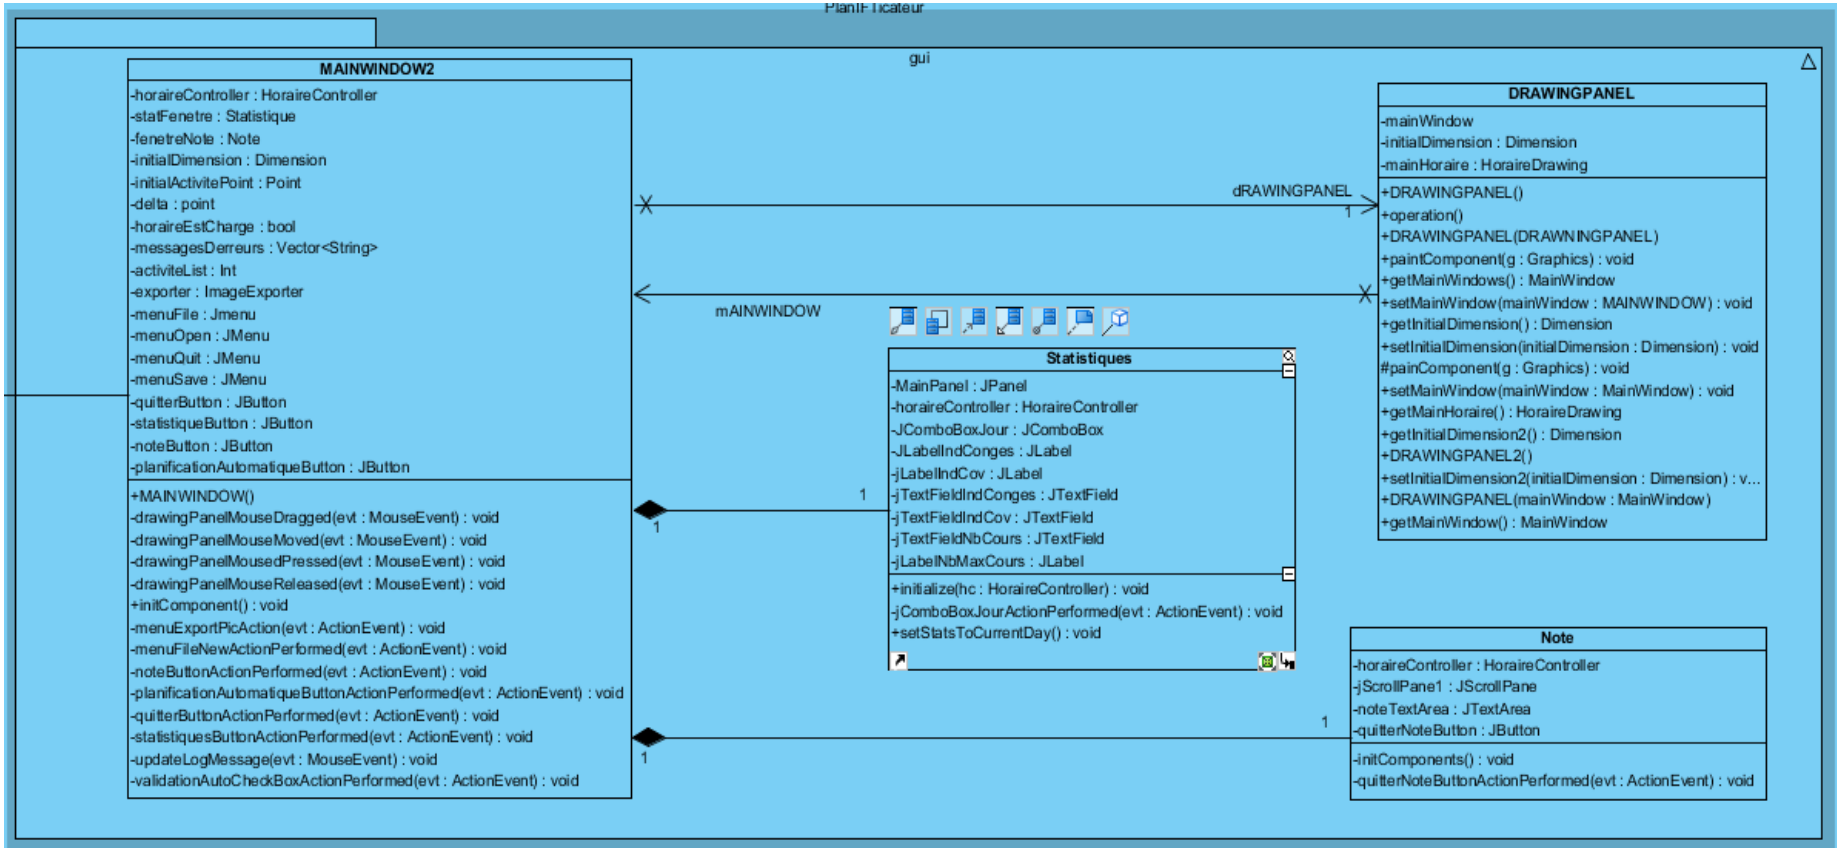 PlanIFTicateur
gui
MAINWINDOW2
-horaireController : HoraireController
-statFenetre : Statistique
-fenetreNote : Note
-initialDimension : Dimension
-initialActivitePoint : Point
-delta : point
-horaireEstCharge : bool
-messagesDerreurs : Vector<String>
-activiteList : Int
-exporter : ImageExporter
-menuFile : Jmenu
-menuOpen : JMenu
-menuQuit : JMenu
-menuSave : JMenu
-quitterButton : JButton
-statistiqueButton : JButton
-noteButton : JButton
-planificationAutomatiqueButton : JButton
+MAINWINDOW()
-drawingPanelMouseDragged(evt : MouseEvent) : void
-drawingPanelMouseMoved(evt : MouseEvent) : void
-drawingPanelMousedPressed(evt : MouseEvent) : void
-drawingPanelMouseReleased(evt : MouseEvent) : void
+initComponent() : void
-menuExportPicAction(evt : ActionEvent) : void
-menuFileNewActionPerformed(evt : ActionEvent) : void
-noteButtonActionPerformed(evt : ActionEvent) : void
-planificationAutomatiqueButtonActionPerformed(evt : ActionEvent) : void
-quitterButtonActionPerformed(evt : ActionEvent) : void
-statistiquesButtonActionPerformed(evt : ActionEvent) : void
-updateLogMessage(evt : MouseEvent) : void
-validationAutoCheckBoxActionPerformed(evt : ActionEvent) : void
dRAWINGPANEL
1
mAINWINDOW
1
1
1
1
Statistiques
-MainPanel : JPanel
-horaireController : HoraireController
-JComboBoxJour : JComboBox
-JLabelIndConges : JLabel
-jLabelIndCov : JLabel
-jTextFieldIndConges : JTextField
-jTextFieldIndCov : JTextField
-jTextFieldNbCours : JTextField
-jLabelNbMaxCours : JLabel
+initialize(hc : HoraireController) : void
-jComboBoxJourActionPerformed(evt : ActionEvent) : void
+setStatsToCurrentDay() : void
DRAWINGPANEL
-mainWindow
-initialDimension : Dimension
-mainHoraire : HoraireDrawing
+DRAWINGPANEL()
+operation()
+DRAWINGPANEL(DRAWNINGPANEL)
+paintComponent(g : Graphics) : void
+getMainWindows() : MainWindow
+setMainWindow(mainWindow : MAINWINDOW) : void
+getInitialDimension() : Dimension
+setInitialDimension(initialDimension : Dimension) : void
#painComponent(g : Graphics) : void
+setMainWindow(mainWindow : MainWindow) : void
+getMainHoraire() : HoraireDrawing
+getInitialDimension2() : Dimension
+DRAWINGPANEL2()
+setInitialDimension2(initialDimension : Dimension) : v...
+DRAWINGPANEL(mainWindow : MainWindow)
+getMainWindow() : MainWindow
Note
-horaireController : HoraireController
-jScrollPane1 : JScrollPane
-noteTextArea : JTextArea
-quitterNoteButton : JButton
-initComponents() : void
-quitterNoteButtonActionPerformed(evt : ActionEvent) : void